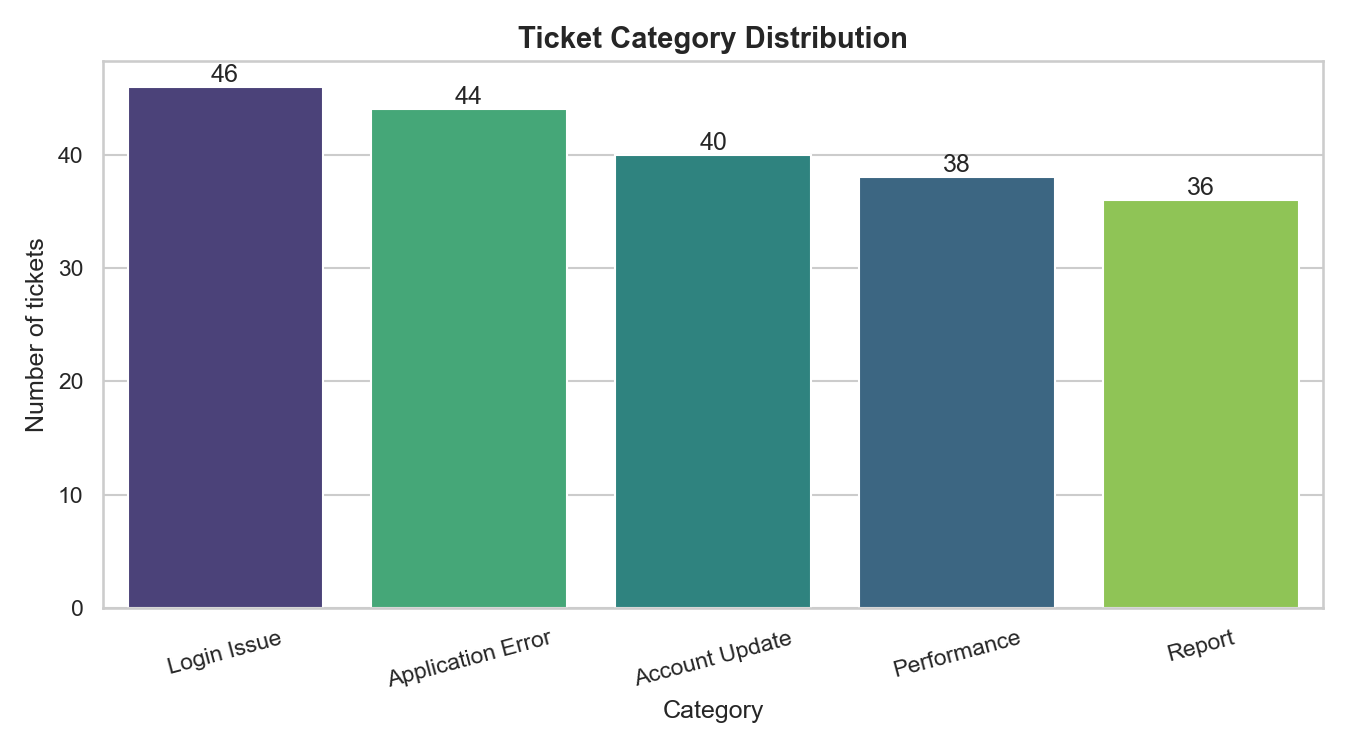 Ticket Category Distribution
46
44
40
38
36
Number of tickets
40
30
20
10
0
Login Issue
Application Error
Account Update
Performance
Report
Category